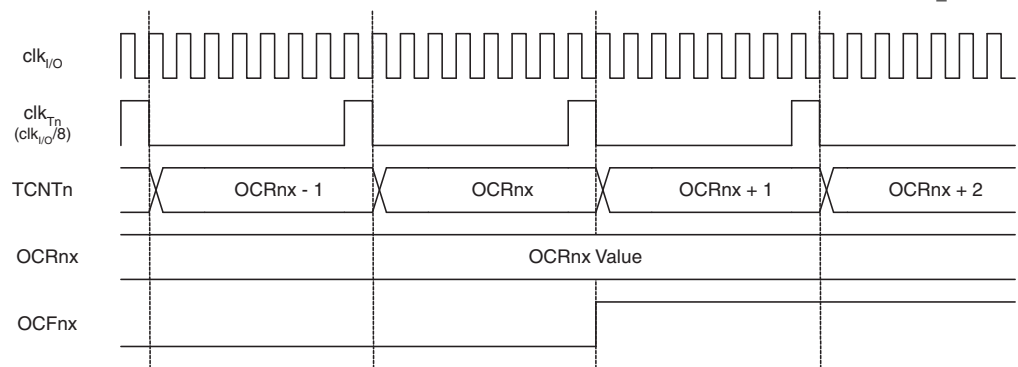 clkI/O
clkTn
(clkI/O/8)
TCNTn
OCRnx - 1
OCRnx
OCRnx + 1
OCRnx + 2
OCRnx
OCRnx Value
OCFnx